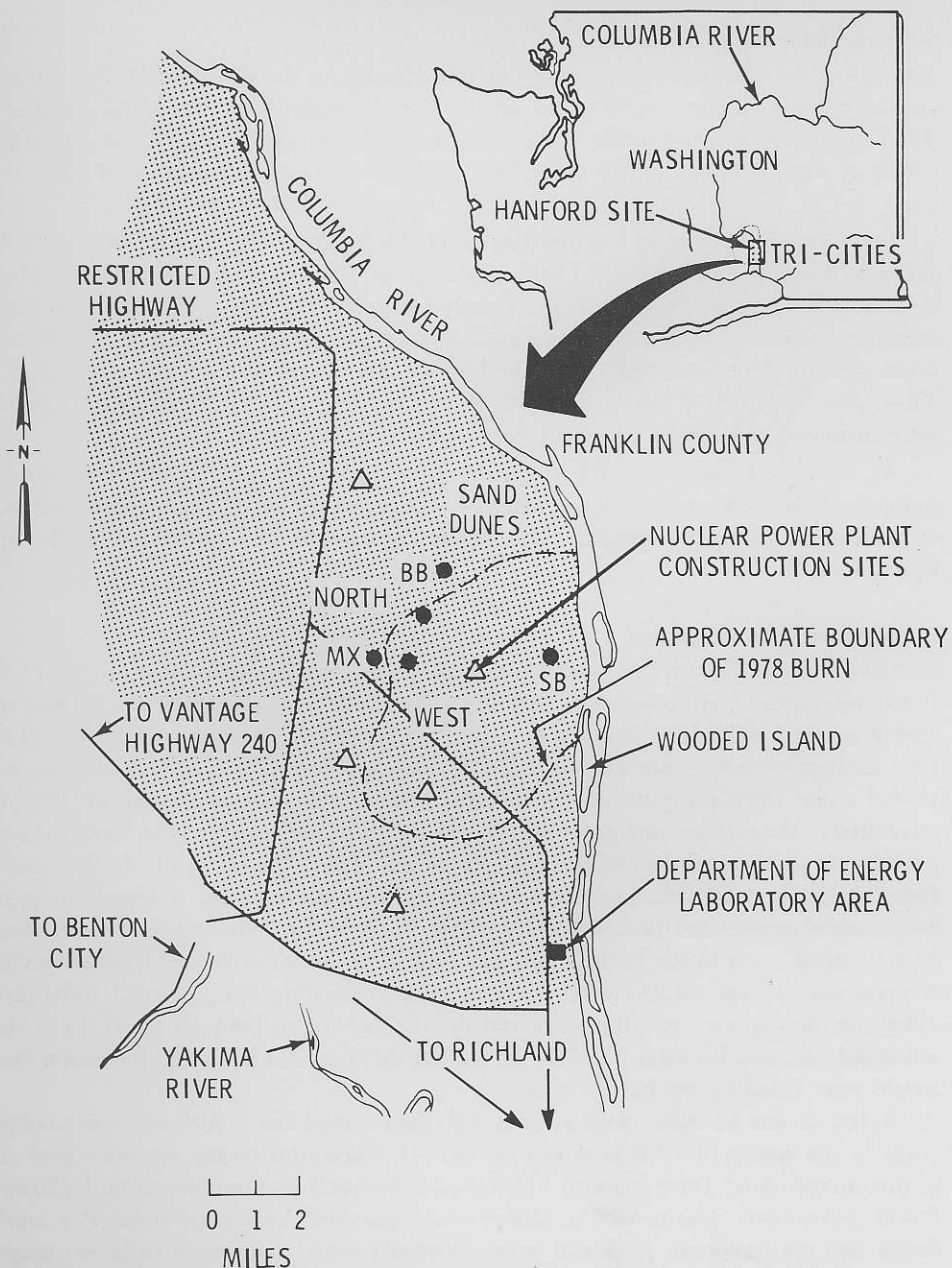 COLUMBIA RIVER
WASHINGTON
HANFORD SITE
TRI-CITIES
COLUMBIA
RIVER
RESTRICTED
HIGHWAY
-N-
FRANKLIN COUNTY
SAND
DUNES
NUCLEAR POWER PLANT
CONSTRUCTION SITES
BB
NORTH
MX
SB
WEST
APPROXIMATE BOUNDARY
OF 1978 BURN
TO VANTAGE
HIGHWAY 240
WOODED ISLAND
DEPARTMENT OF ENERGY
LABORATORY AREA
TO BENTON
CITY
YAKIMA
RIVER
TO RICHLAND
0 1 2
MILES